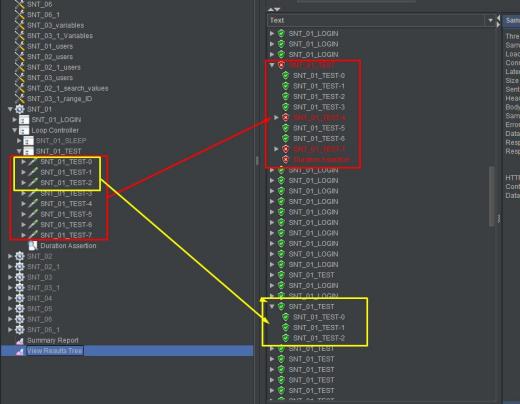 SNT_06
SNT_06_1
SNT_03_variables
SNT_03_1_Variables
SNT_01_users
SNT_02_users
SNT_02_1_users
SNT_03_users
SNT_02_1_search_values
SNT_03_1_range_ID
SNT_01
SNT_01_LOGIN
Loop Controller
SNT_01_SLEEP
SNT_01_TEST
SNT_01_TEST-0
SNT_01_TEST-1
SNT_01_TEST-2
SNT_01_TEST-3
SNT_01_TEST-4
SNT_01_TEST-5
SNT_01_TEST-6
SNT_01_TEST-7
Duration Assertion
SNT_02
SNT_02_1
SNT_03
SNT_03_1
SNT_04
SNT_05
SNT_06
SNT_06_1
Summary Report
View Results Tree
Text
SNT_01_LOGIN
SNT_01_LOGIN
SNT_01_LOGIN
SNT_01_TEST
SNT_01_TEST-0
SNT_01_TEST-1
SNT_01_TEST-2
SNT_01_TEST-3
SNT_01_TEST-4
SNT_01_TEST-5
SNT_01_TEST-6
SNT_01_TEST-7
Duration Assertion
SNT_01_LOGIN
SNT_01_LOGIN
SNT_01_LOGIN
SNT_01_LOGIN
SNT_01_LOGIN
SNT_01_LOGIN
SNT_01_LOGIN
SNT_01_LOGIN
SNT_01_LOGIN
SNT_01_LOGIN
SNT_01_TEST
SNT_01_TEST
SNT_01_LOGIN
SNT_01_TEST
SNT_01_TEST-0
SNT_01_TEST-1
SNT_01_TEST-2
SNT_01_TEST
SNT_01_TEST
SNT_01_TEST
SNT_01_TEST
SNT_01_TEST
Sam
Thre
Sam
Load
Conn
Late
Size
Sent
Head
Body
Sam
Error
Data
Resp
Resp
HTTP
Cont
Data